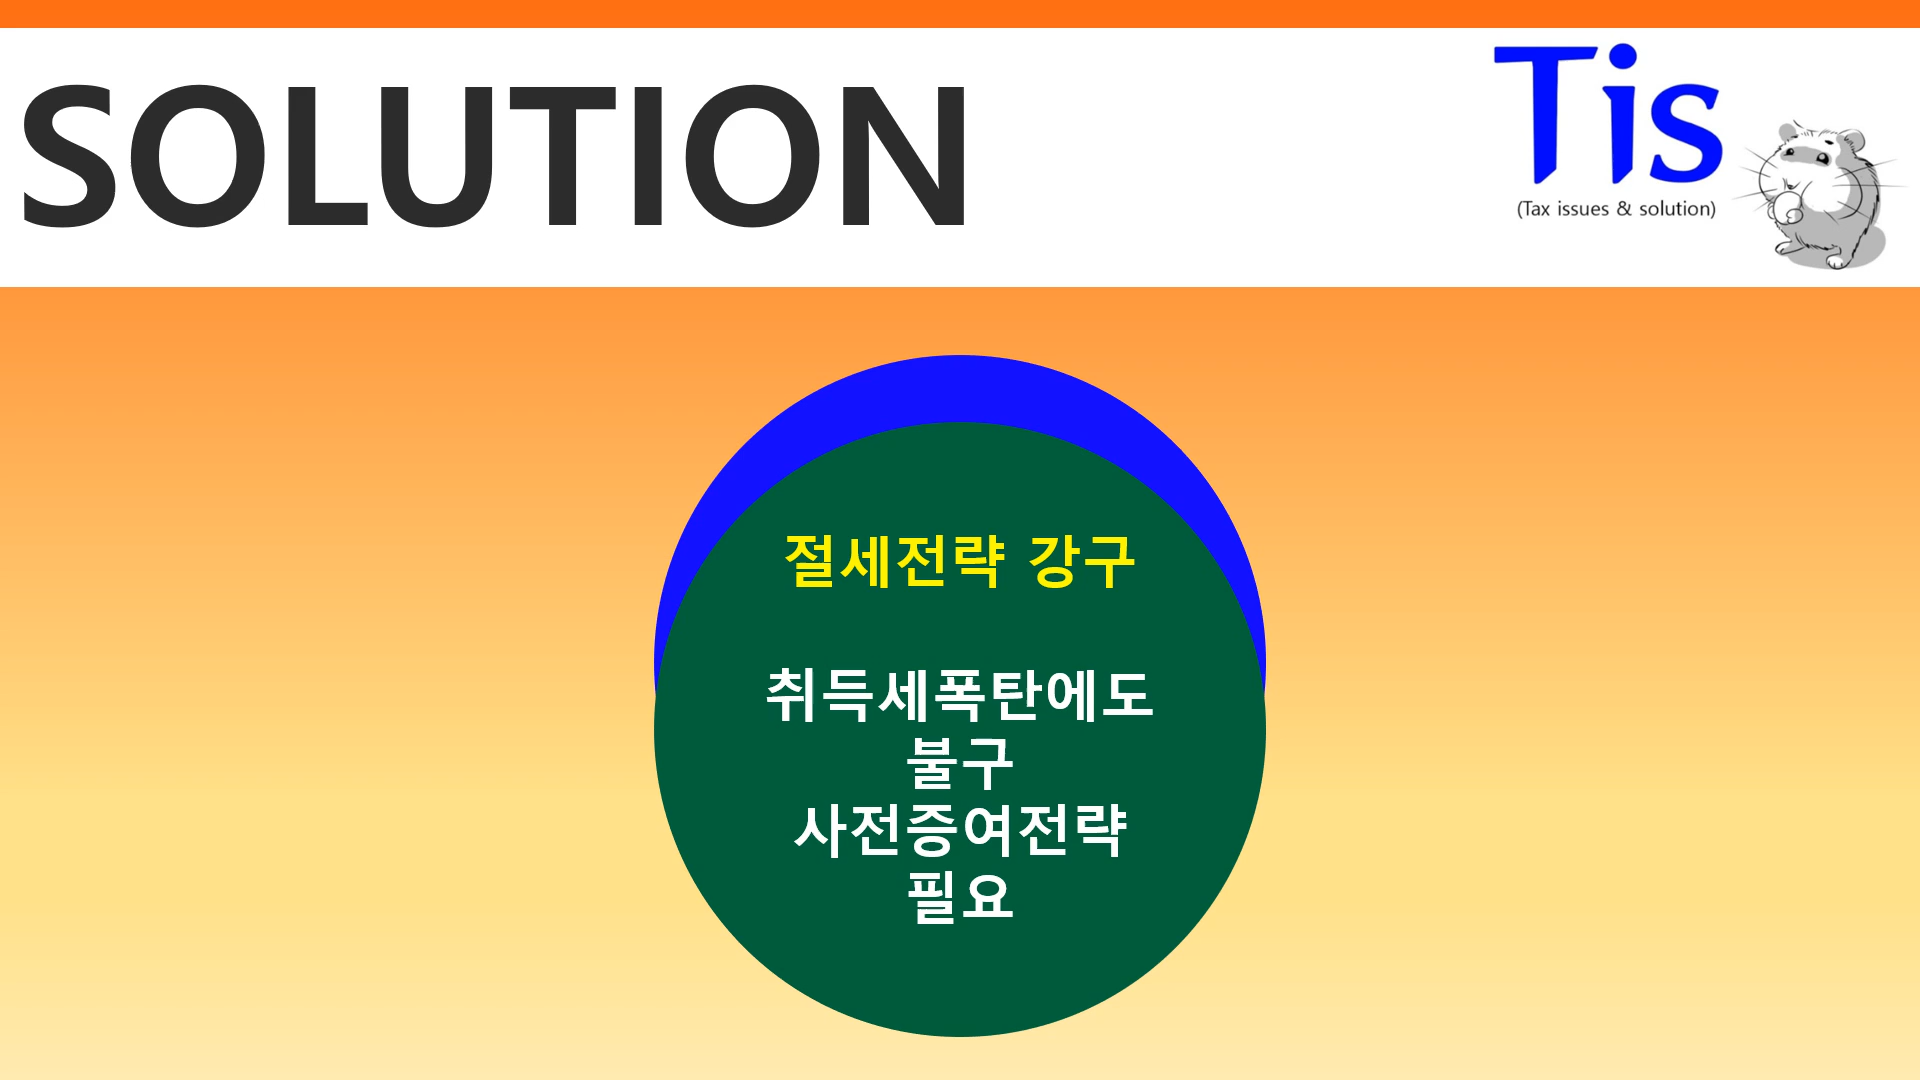 SOLUTION
Tis
(Tax issues & solution)
절세전략 강구
취득세폭탄에도
불구
사전증여전략
필요